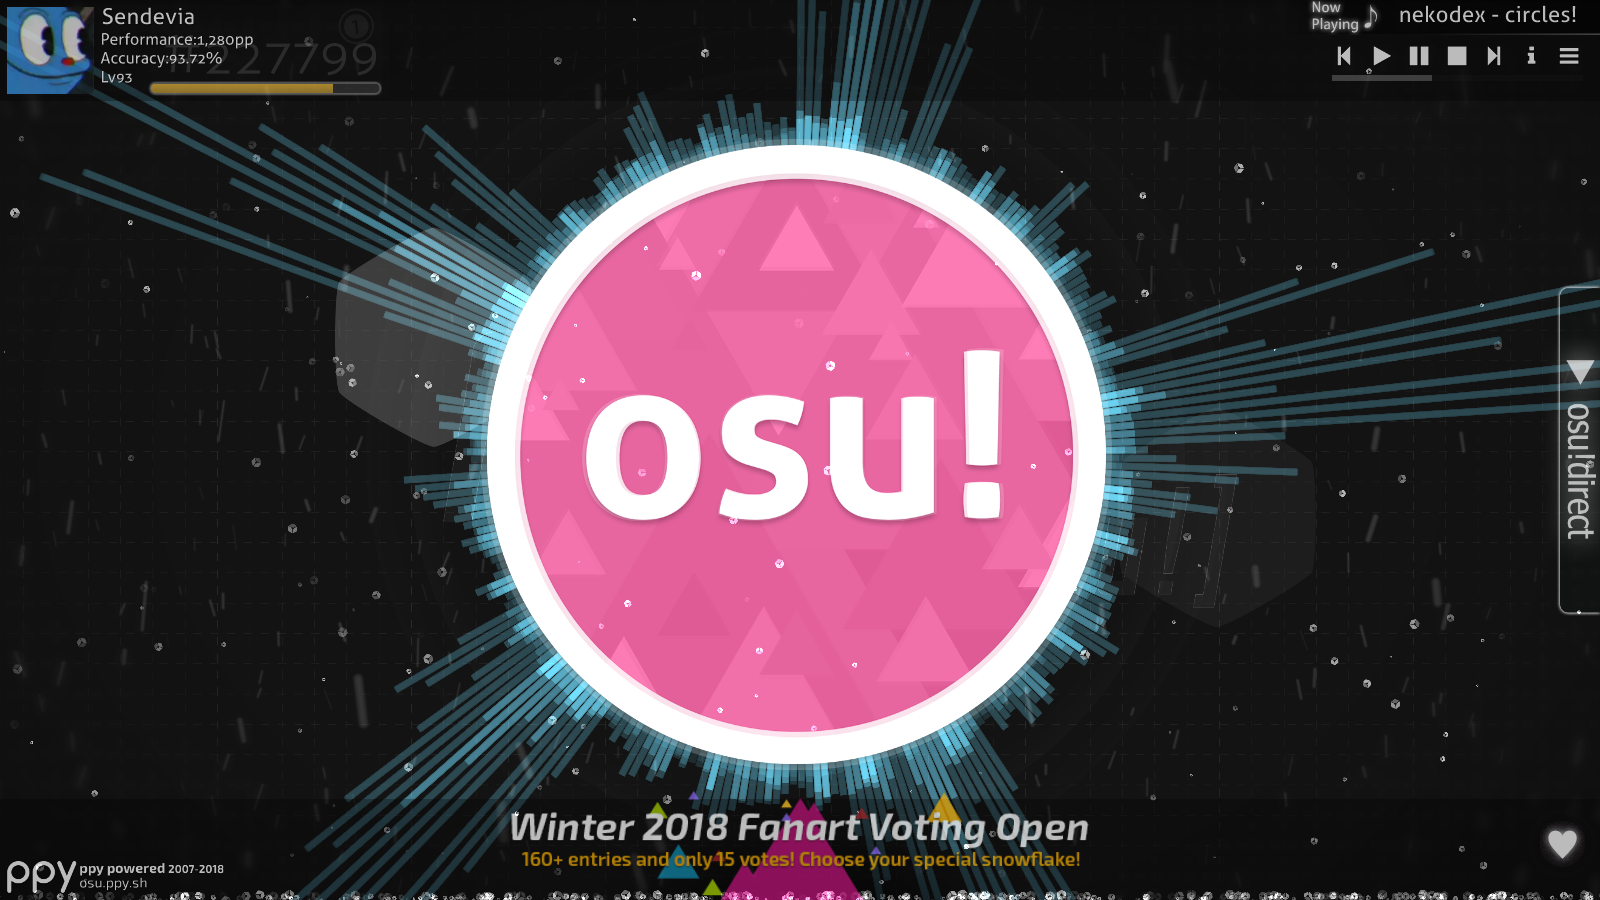 Sendevia
Performance:1,280pp
Accuracy:93.72%
Lv93
227799
1
Now
Playing
nekodex - circles!
osu!
osu!direct
Winter 2018 Fanart Voting Open
160+ entries and only 15 votes! Choose your special snowflake!
ppy
ppy powered 2007-2018
osu.ppy.sh